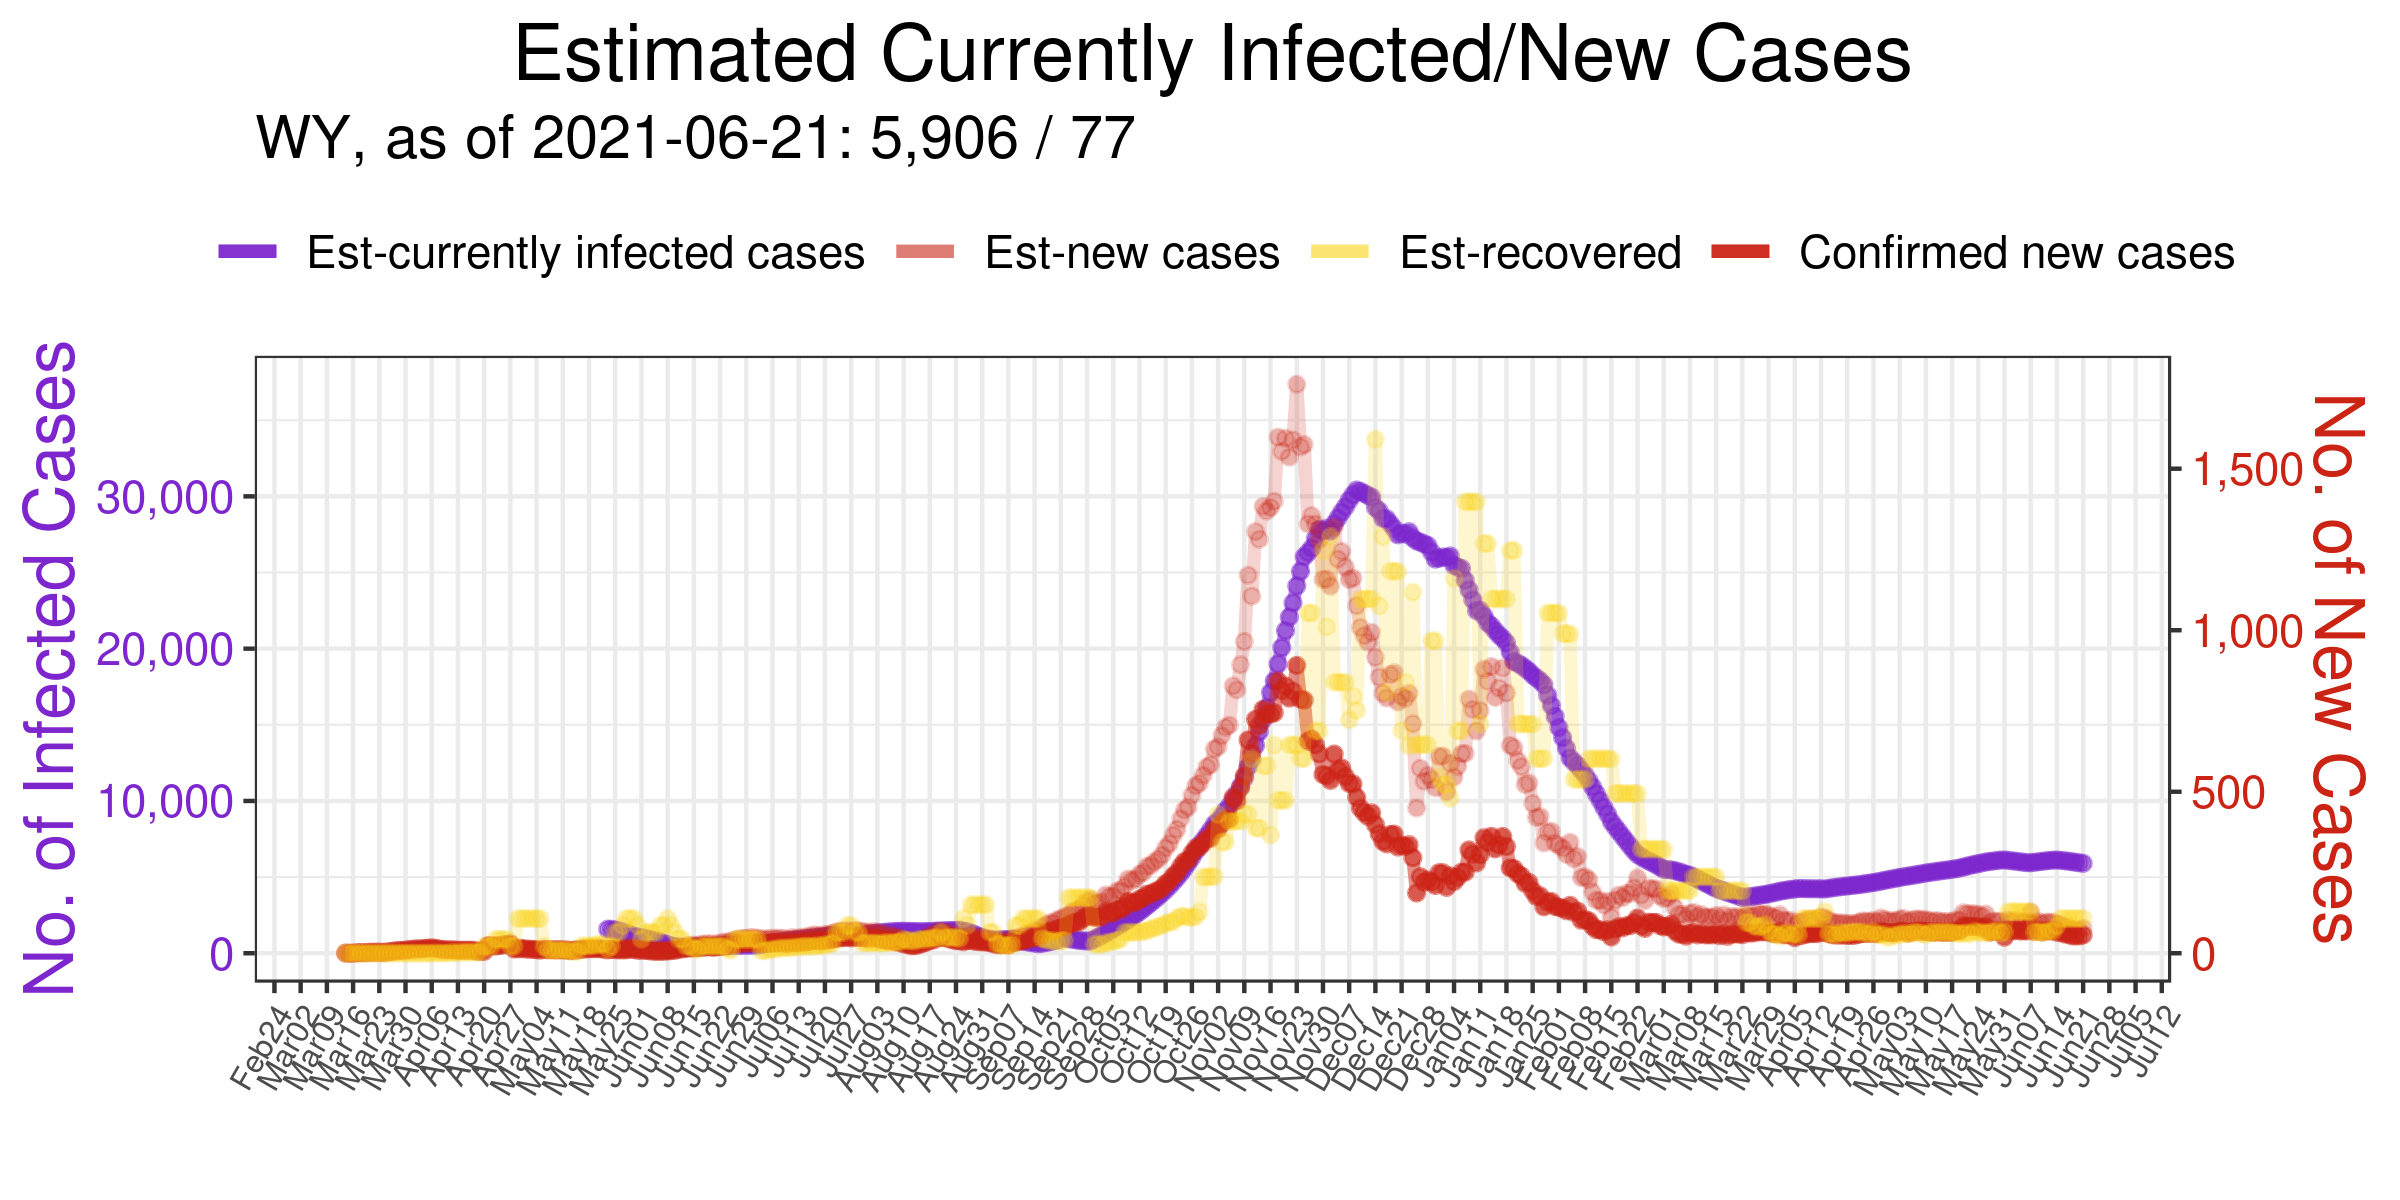 Estimated Currently Infected/New Cases
WY, as of 2021-06-21: 5,906 / 77
Est-currently infected cases
Est-new cases
Est-recovered
Confirmed new cases
No. of Infected Cases
30,000
20,000
10,000
0
No. of New Cases
1,500
1,000
500
0
Feb24
Mar02
Mar09
Mar16
Mar23
Mar30
Apr06
Apr13
Apr20
Apr27
May04
May11
May18
May25
Jun01
Jun08
Jun15
Jun22
Jun29
Jul06
Jul13
Jul20
Jul27
Aug03
Aug10
Aug17
Aug24
Aug31
Sep07
Sep14
Sep21
Sep28
Oct05
Oct12
Oct19
Oct26
Nov02
Nov09
Nov16
Nov23
Nov30
Dec07
Dec14
Dec21
Dec28
Jan04
Jan11
Jan18
Jan25
Feb01
Feb08
Feb15
Feb22
Mar01
Mar08
Mar15
Mar22
Mar29
Apr05
Apr12
Apr19
Apr26
May03
May10
May17
May24
May31
Jun07
Jun14
Jun21
Jun28
Jul05
Jul12